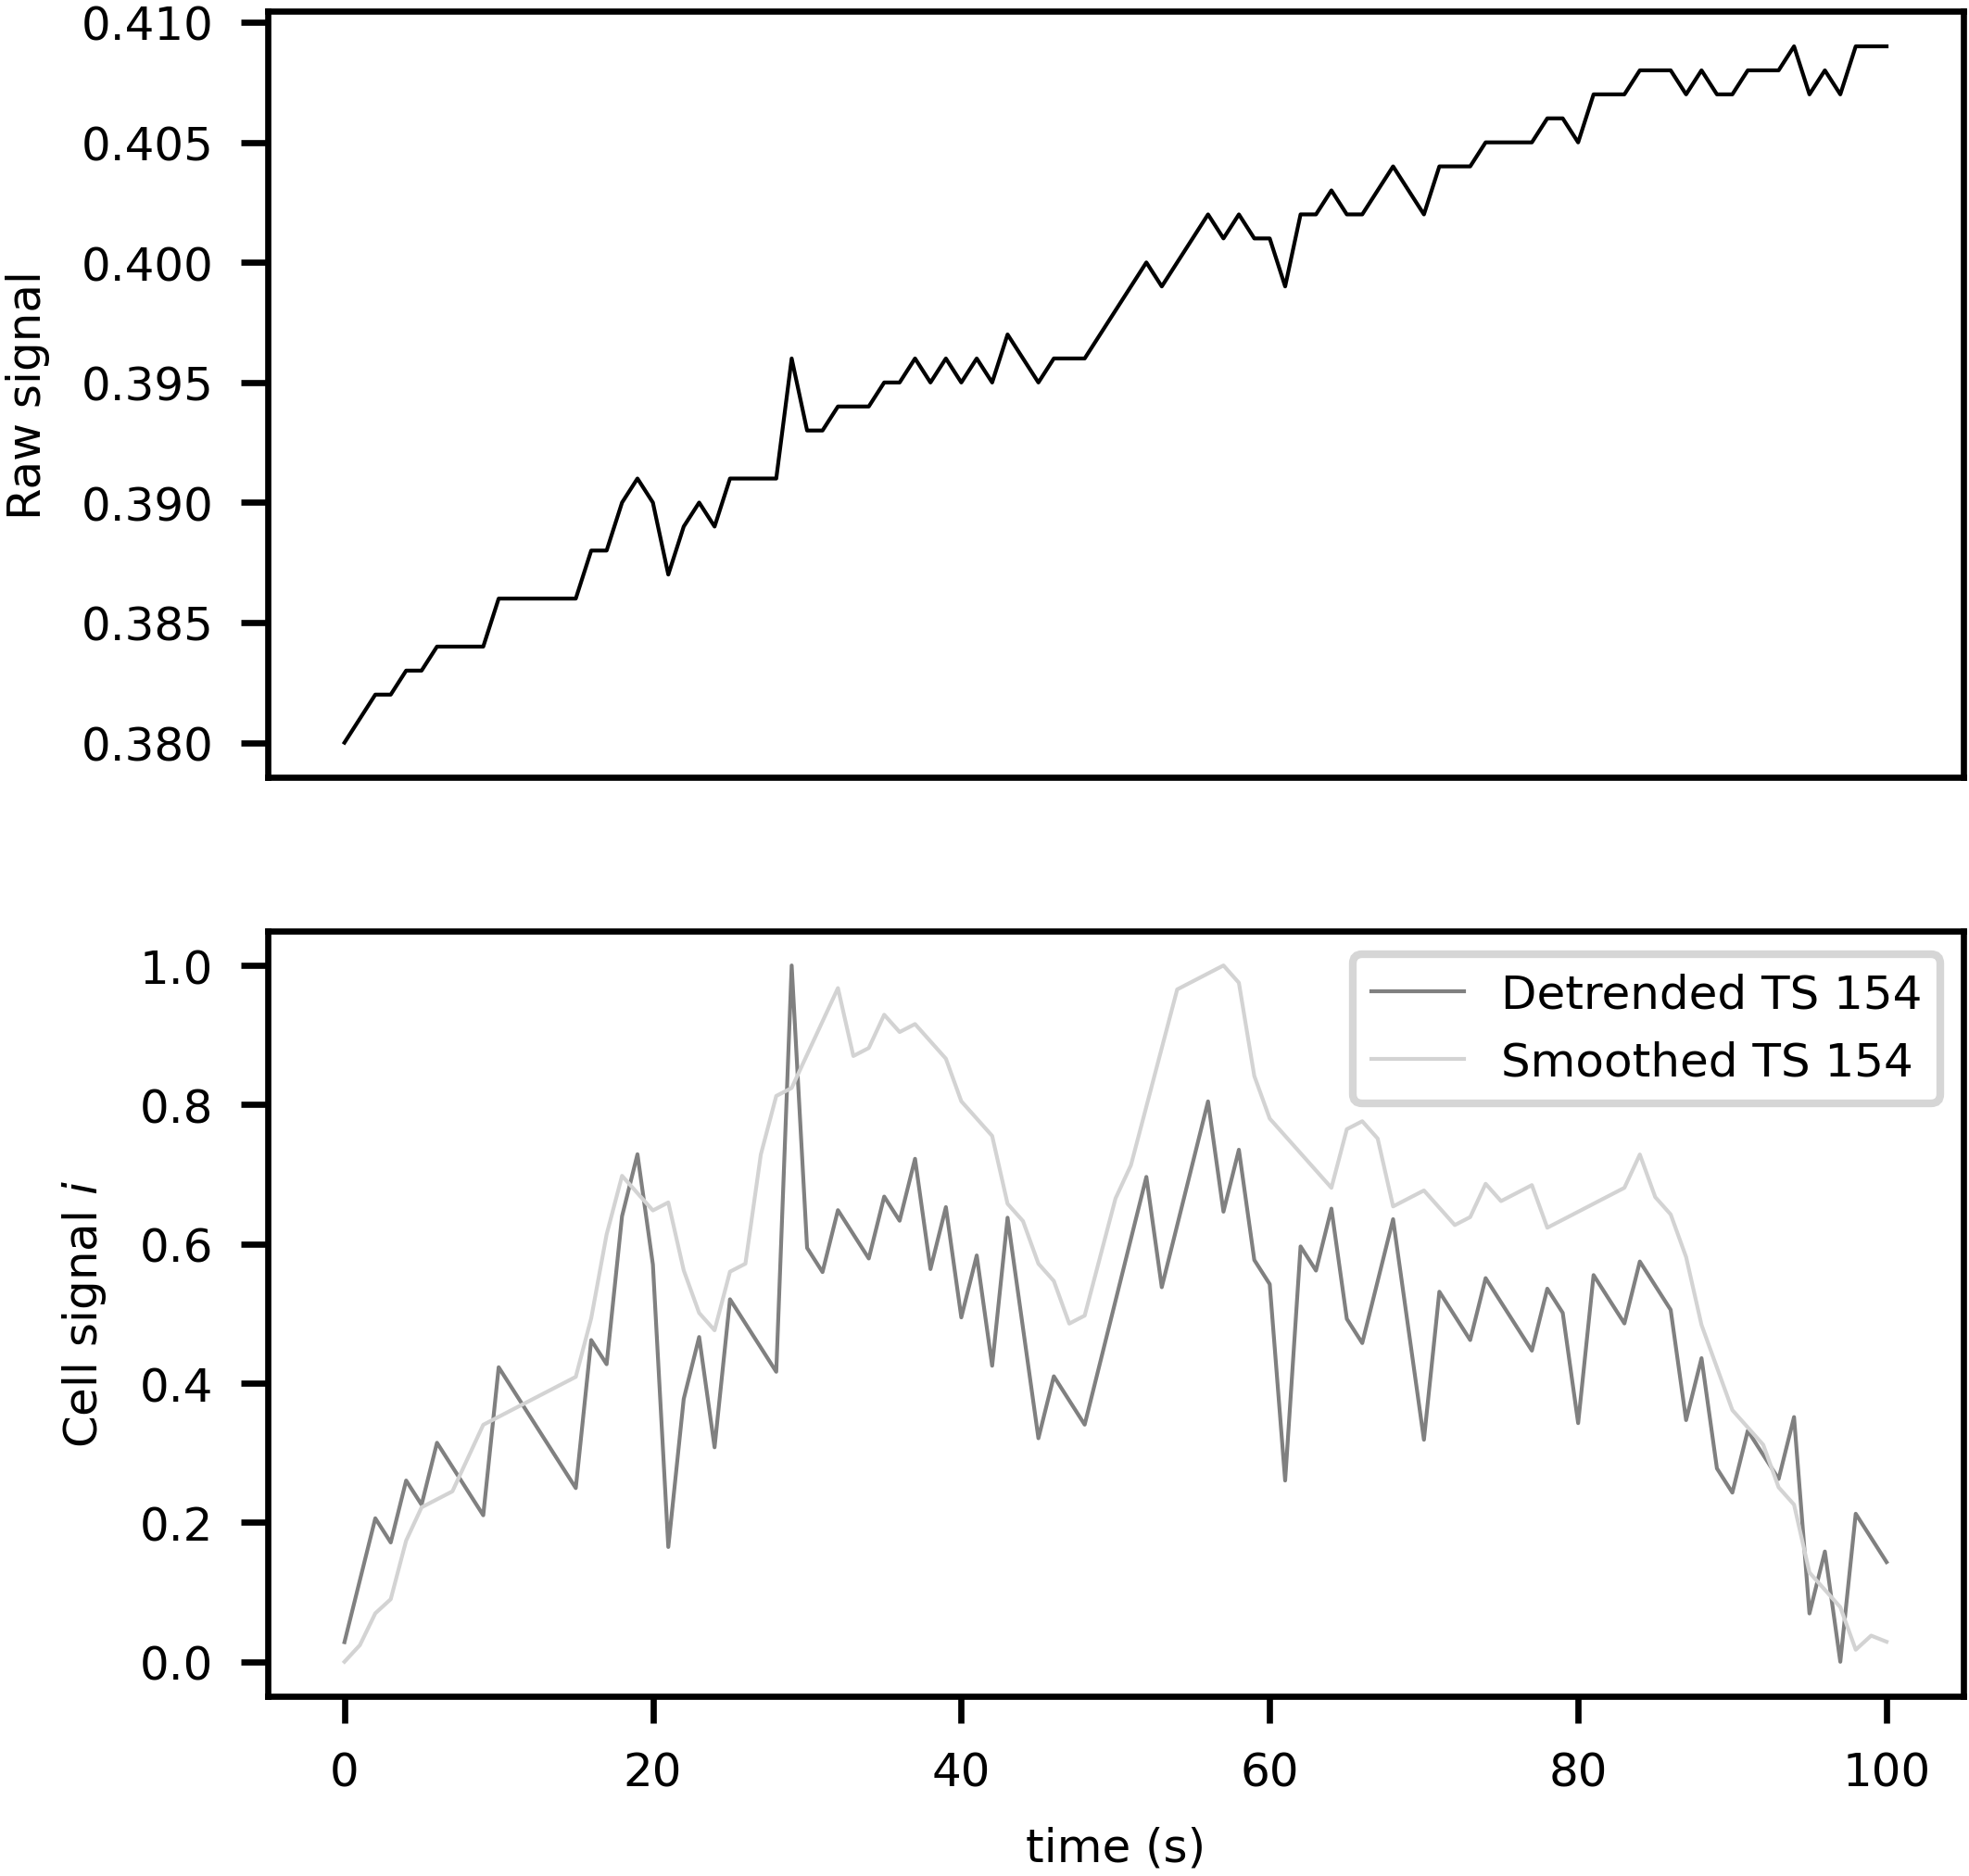 0.410
0.405
0.400
0.395
0.390
0.385
0.380
Raw signal
1.0
0.8
0.6
0.4
0.2
0.0
Cell signal i
Detrended TS 154
Smoothed TS 154
0 20 40 60 80 100
time (s)